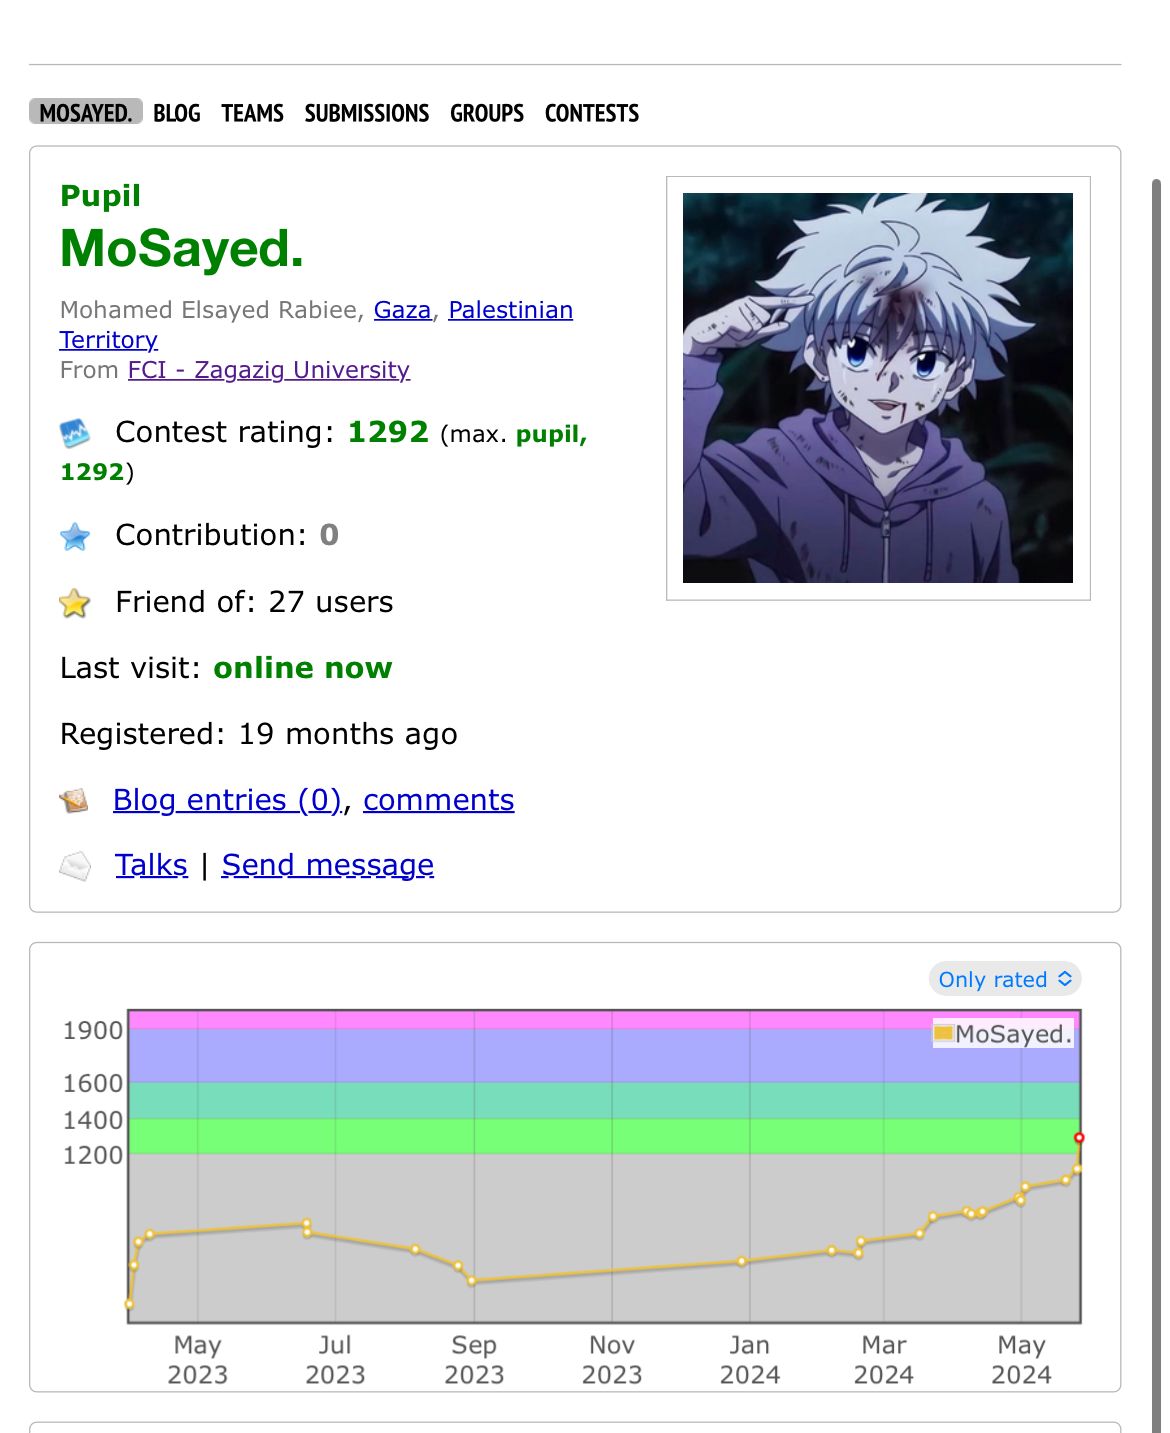 MOSAYED. BLOG TEAMS SUBMISSIONS GROUPS CONTESTS
Pupil
MoSayed.
Mohamed Elsayed Rabiee, Gaza, Palestinian
Territory
From FCI - Zagazig University
Contest rating: 1292 (max. pupil,
1292)
Contribution: 0
Friend of: 27 users
Last visit: online now
Registered: 19 months ago
Blog entries (0), comments
Talks | Send message
Only rated
MoSayed.
1900
1600
1400
1200
May Jul Sep Nov Jan Mar May
2023 2023 2023 2023 2024 2024 2024